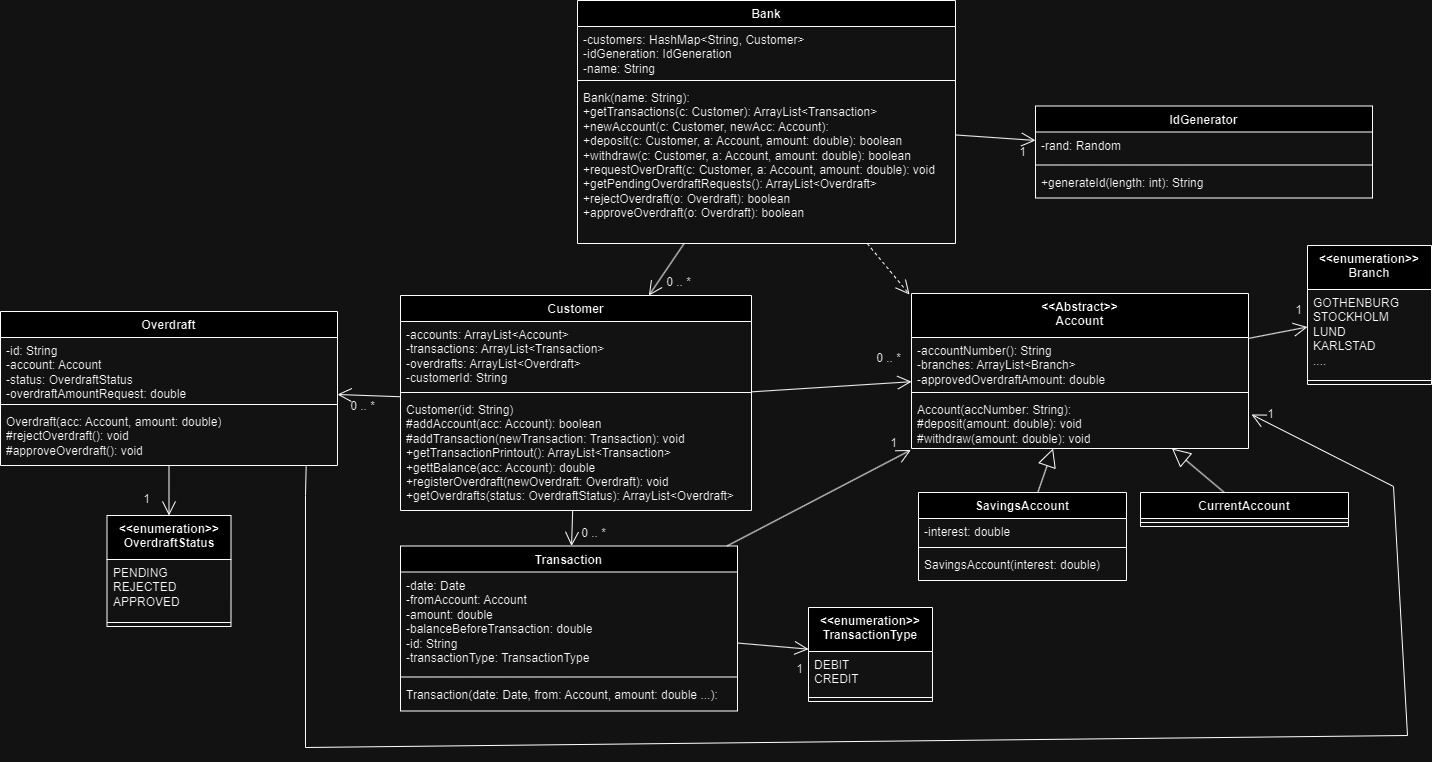 Bank
-customers: HashMap<String, Customer>
-idGeneration: IdGeneration
-name: String
Bank(name: String):
+getTransactions(c: Customer): ArrayList<Transaction>
+newAccount(c: Customer, newAcc: Account):
+deposit(c: Customer, a: Account, amount: double): boolean
+withdraw(c: Customer, a: Account, amount: double): boolean
+requestOverDraft(c: Customer, a: Account, amount: double): void
+getPendingOverdraftRequests(): ArrayList<Overdraft>
+rejectOverdraft(o: Overdraft): boolean
+approveOverdraft(o: Overdraft): boolean
1
IdGenerator
-rand: Random
+generateId(length: int): String
0 .. *
<<enumeration>>
Branch
GOTHENBURG
STOCKHOLM
LUND
KARLSTAD
....
1
Overdraft
-id: String
-account: Account
-status: OverdraftStatus
-overdraftAmountRequest: double
Overdraft(acc: Account, amount: double)
#rejectOverdraft(): void
#approveOverdraft(): void
0 .. *
Customer
-accounts: ArrayList<Account>
-transactions: ArrayList<Transaction>
-overdrafts: ArrayList<Overdraft>
-customerId: String
Customer(id: String)
#addAccount(acc: Account): boolean
#addTransaction(newTransaction: Transaction): void
+getTransactionPrintout(): ArrayList<Transaction>
+gettBalance(acc: Account): double
+registerOverdraft(newOverdraft: Overdraft): void
+getOverdrafts(status: OverdraftStatus): ArrayList<Overdraft>
0 .. *
<<Abstract>>
Account
-accountNumber(): String
-branches: ArrayList<Branch>
-approvedOverdraftAmount: double
Account(accNumber: String):
#deposit(amount: double): void
#withdraw(amount: double): void
1
1
1
<<enumeration>>
OverdraftStatus
PENDING
REJECTED
APPROVED
0 .. *
Transaction
-date: Date
-fromAccount: Account
-amount: double
-balanceBeforeTransaction: double
-id: String
-transactionType: TransactionType
Transaction(date: Date, from: Account, amount: double ...):
SavingsAccount
-interest: double
SavingsAccount(interest: double)
CurrentAccount
1
<<enumeration>>
TransactionType
DEBIT
CREDIT